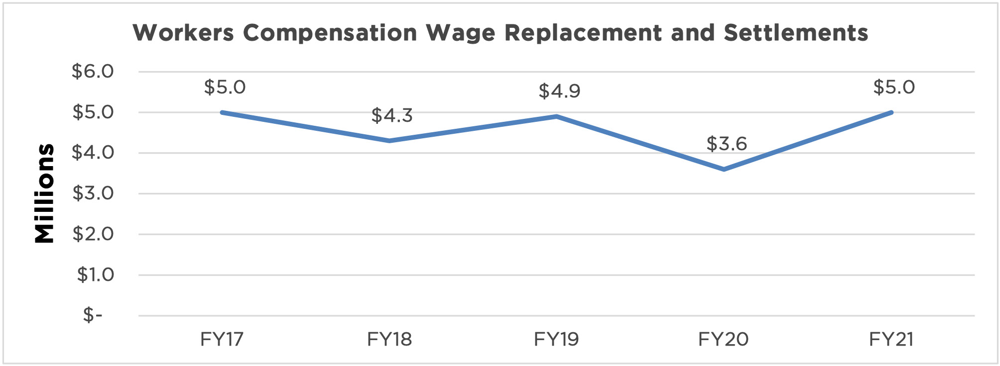 Workers Compensation Wage Replacement and Settlements
Millions
$6.0
$5.0
$4.0
$3.0
$2.0
$1.0
$-
$5.0
$4.3
$4.9
$3.6
$5.0
FY17
FY18
FY19
FY20
FY21